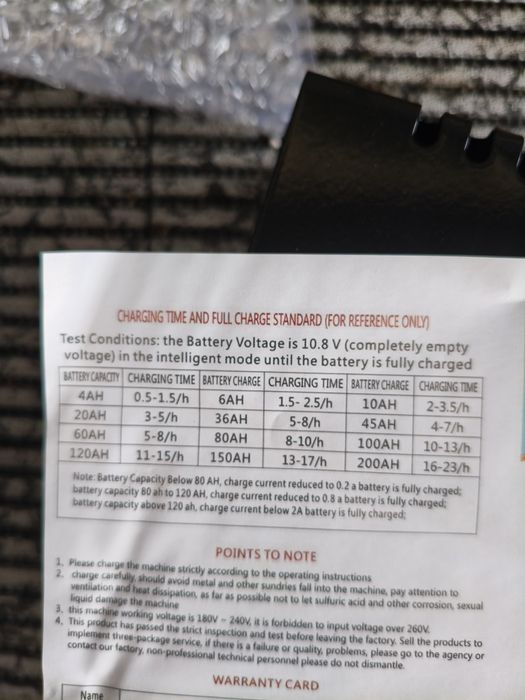 CHARGING TIME AND FULL CHARGE STANDARD (FOR REFERENCE ONLY)
Test Conditions: the Battery Voltage is 10.8 V (completely empty
voltage) in the intelligent mode until the battery is fully charged
BATTERY CAPACITY CHARGING TIME BATTERY CHARGE CHARGING TIME BATTERY CHARGE CHARGING TIME
4AH 0.5-1.5/h 6AH 1.5- 2.5/h 10AH 2-3.5/h
20AH 3-5/h 36AH 5-8/h 45AH 4-7/h
60AH 5-8/h 80AH 8-10/h 100AH 10-13/h
120AH 11-15/h 150AH 13-17/h 200AH 16-23/h
Note: Battery Capacity Below 80 AH, charge current reduced to 0.2 a battery is fully charged;
battery capacity 80 ah to 120 AH, charge current reduced to 0.8 a battery is fully charged;
battery capacity above 120 ah, charge current below 2A battery is fully charged;
POINTS TO NOTE
1. Please charge the machine strictly according to the operating instructions
2. charge carefully, should avoid metal and other sundries fall into the machine, pay attention to
ventilation and heat dissipation, as far as possible not to let sulfuric acid and other corrosion, sexual
liquid damage the machine
3. this machine working voltage is 180V ~ 240V, it is forbidden to input voltage over 260V.
4. This product has passed the strict inspection and test before leaving the factory. Sell the products to
implement three-package service, if there is a failure or quality, problems, please go to the agency or
contact our factory, non-professional technical personnel please do not dismantle.
WARRANTY CARD
Name